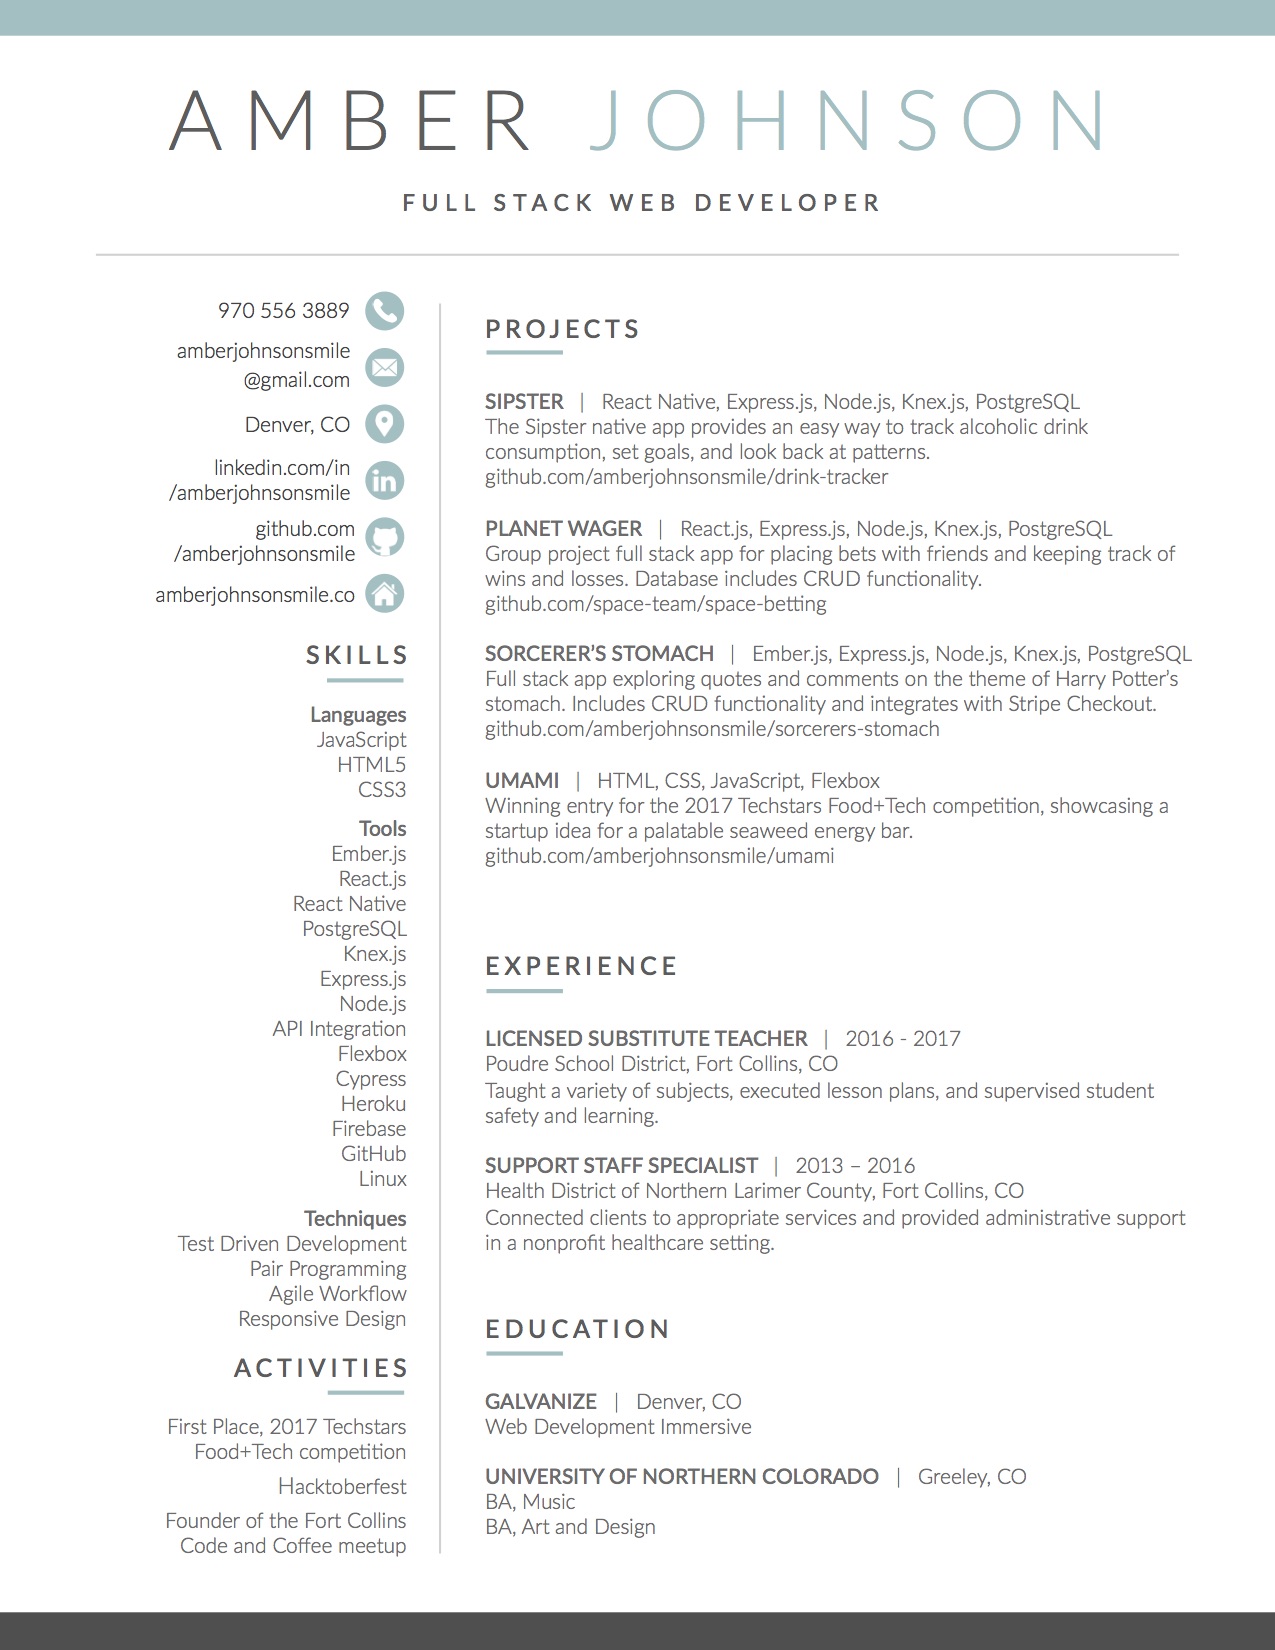 AMBER JOHNSON
FULL STACK WEB DEVELOPER
970 556 3889
amberjohnsonsmile
@gmail.com
Denver, CO
linkedin.com/in
/amberjohnsonsmile
in
github.com
/amberjohnsonsmile
amberjohnsonsmile.co
SKILLS
Languages
JavaScript
HTML5
CSS3
Tools
Ember.js
React.js
React Native
PostgreSQL
Knex.js
Express.js
Node.js
API Integration
Flexbox
Cypress
Heroku
Firebase
GitHub
Linux
Techniques
Test Driven Development
Pair Programming
Agile Workflow
Responsive Design
ACTIVITIES
First Place, 2017 Techstars
Food+Tech competition
Hacktoberfest
Founder of the Fort Collins
Code and Coffee meetup
PROJECTS
SIPSTER | React Native, Express.js, Node.js, Knex.js, PostgreSQL
The Sipster native app provides an easy way to track alcoholic drink
consumption, set goals, and look back at patterns.
github.com/amberjohnsonsmile/drink-tracker
PLANET WAGER | React.js, Express.js, Node.js, Knex.js, PostgreSQL
Group project full stack app for placing bets with friends and keeping track of
wins and losses. Database includes CRUD functionality.
github.com/space-team/space-betting
SORCERER'S STOMACH | Ember.js, Express.js, Node.js, Knex.js, PostgreSQL
Full stack app exploring quotes and comments on the theme of Harry Potter's
stomach. Includes CRUD functionality and integrates with Stripe Checkout.
github.com/amberjohnsonsmile/sorcerers-stomach
UMAMI | HTML, CSS, JavaScript, Flexbox
Winning entry for the 2017 Techstars Food+Tech competition, showcasing a
startup idea for a palatable seaweed energy bar.
github.com/amberjohnsonsmile/umami
EXPERIENCE
LICENSED SUBSTITUTE TEACHER | 2016 - 2017
Poudre School District, Fort Collins, CO
Taught a variety of subjects, executed lesson plans, and supervised student
safety and learning.
SUPPORT STAFF SPECIALIST | 2013 – 2016
Health District of Northern Larimer County, Fort Collins, CO
Connected clients to appropriate services and provided administrative support
in a nonprofit healthcare setting.
EDUCATION
GALVANIZE | Denver, CO
Web Development Immersive
UNIVERSITY OF NORTHERN COLORADO | Greeley, CO
BA, Music
BA, Art and Design